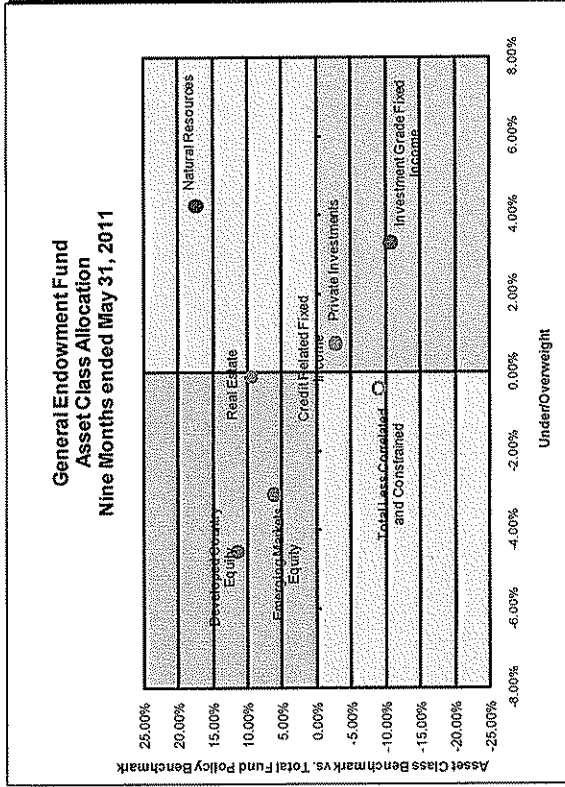 General Endowment Fund
Asset Class Allocation
Nine Months ended May 31, 2011
Asset Class Benchmark vs. Total Fund Policy Benchmark
25.00%
20.00%
15.00%
10.00%
5.00%
0.00%
-5.00%
-10.00%
-15.00%
-20.00%
-25.00%
Natural Resources
Real Estate
Developed Country
Equity
Emerging Markets
Equity
Credit Related Fixed
Income
Private Investments
Total Less Correlated
and Constrained
Investment Grade Fixed
Income
-8.00%
-6.00%
-4.00%
-2.00%
0.00%
2.00%
4.00%
6.00%
8.00%
Under/Overweight